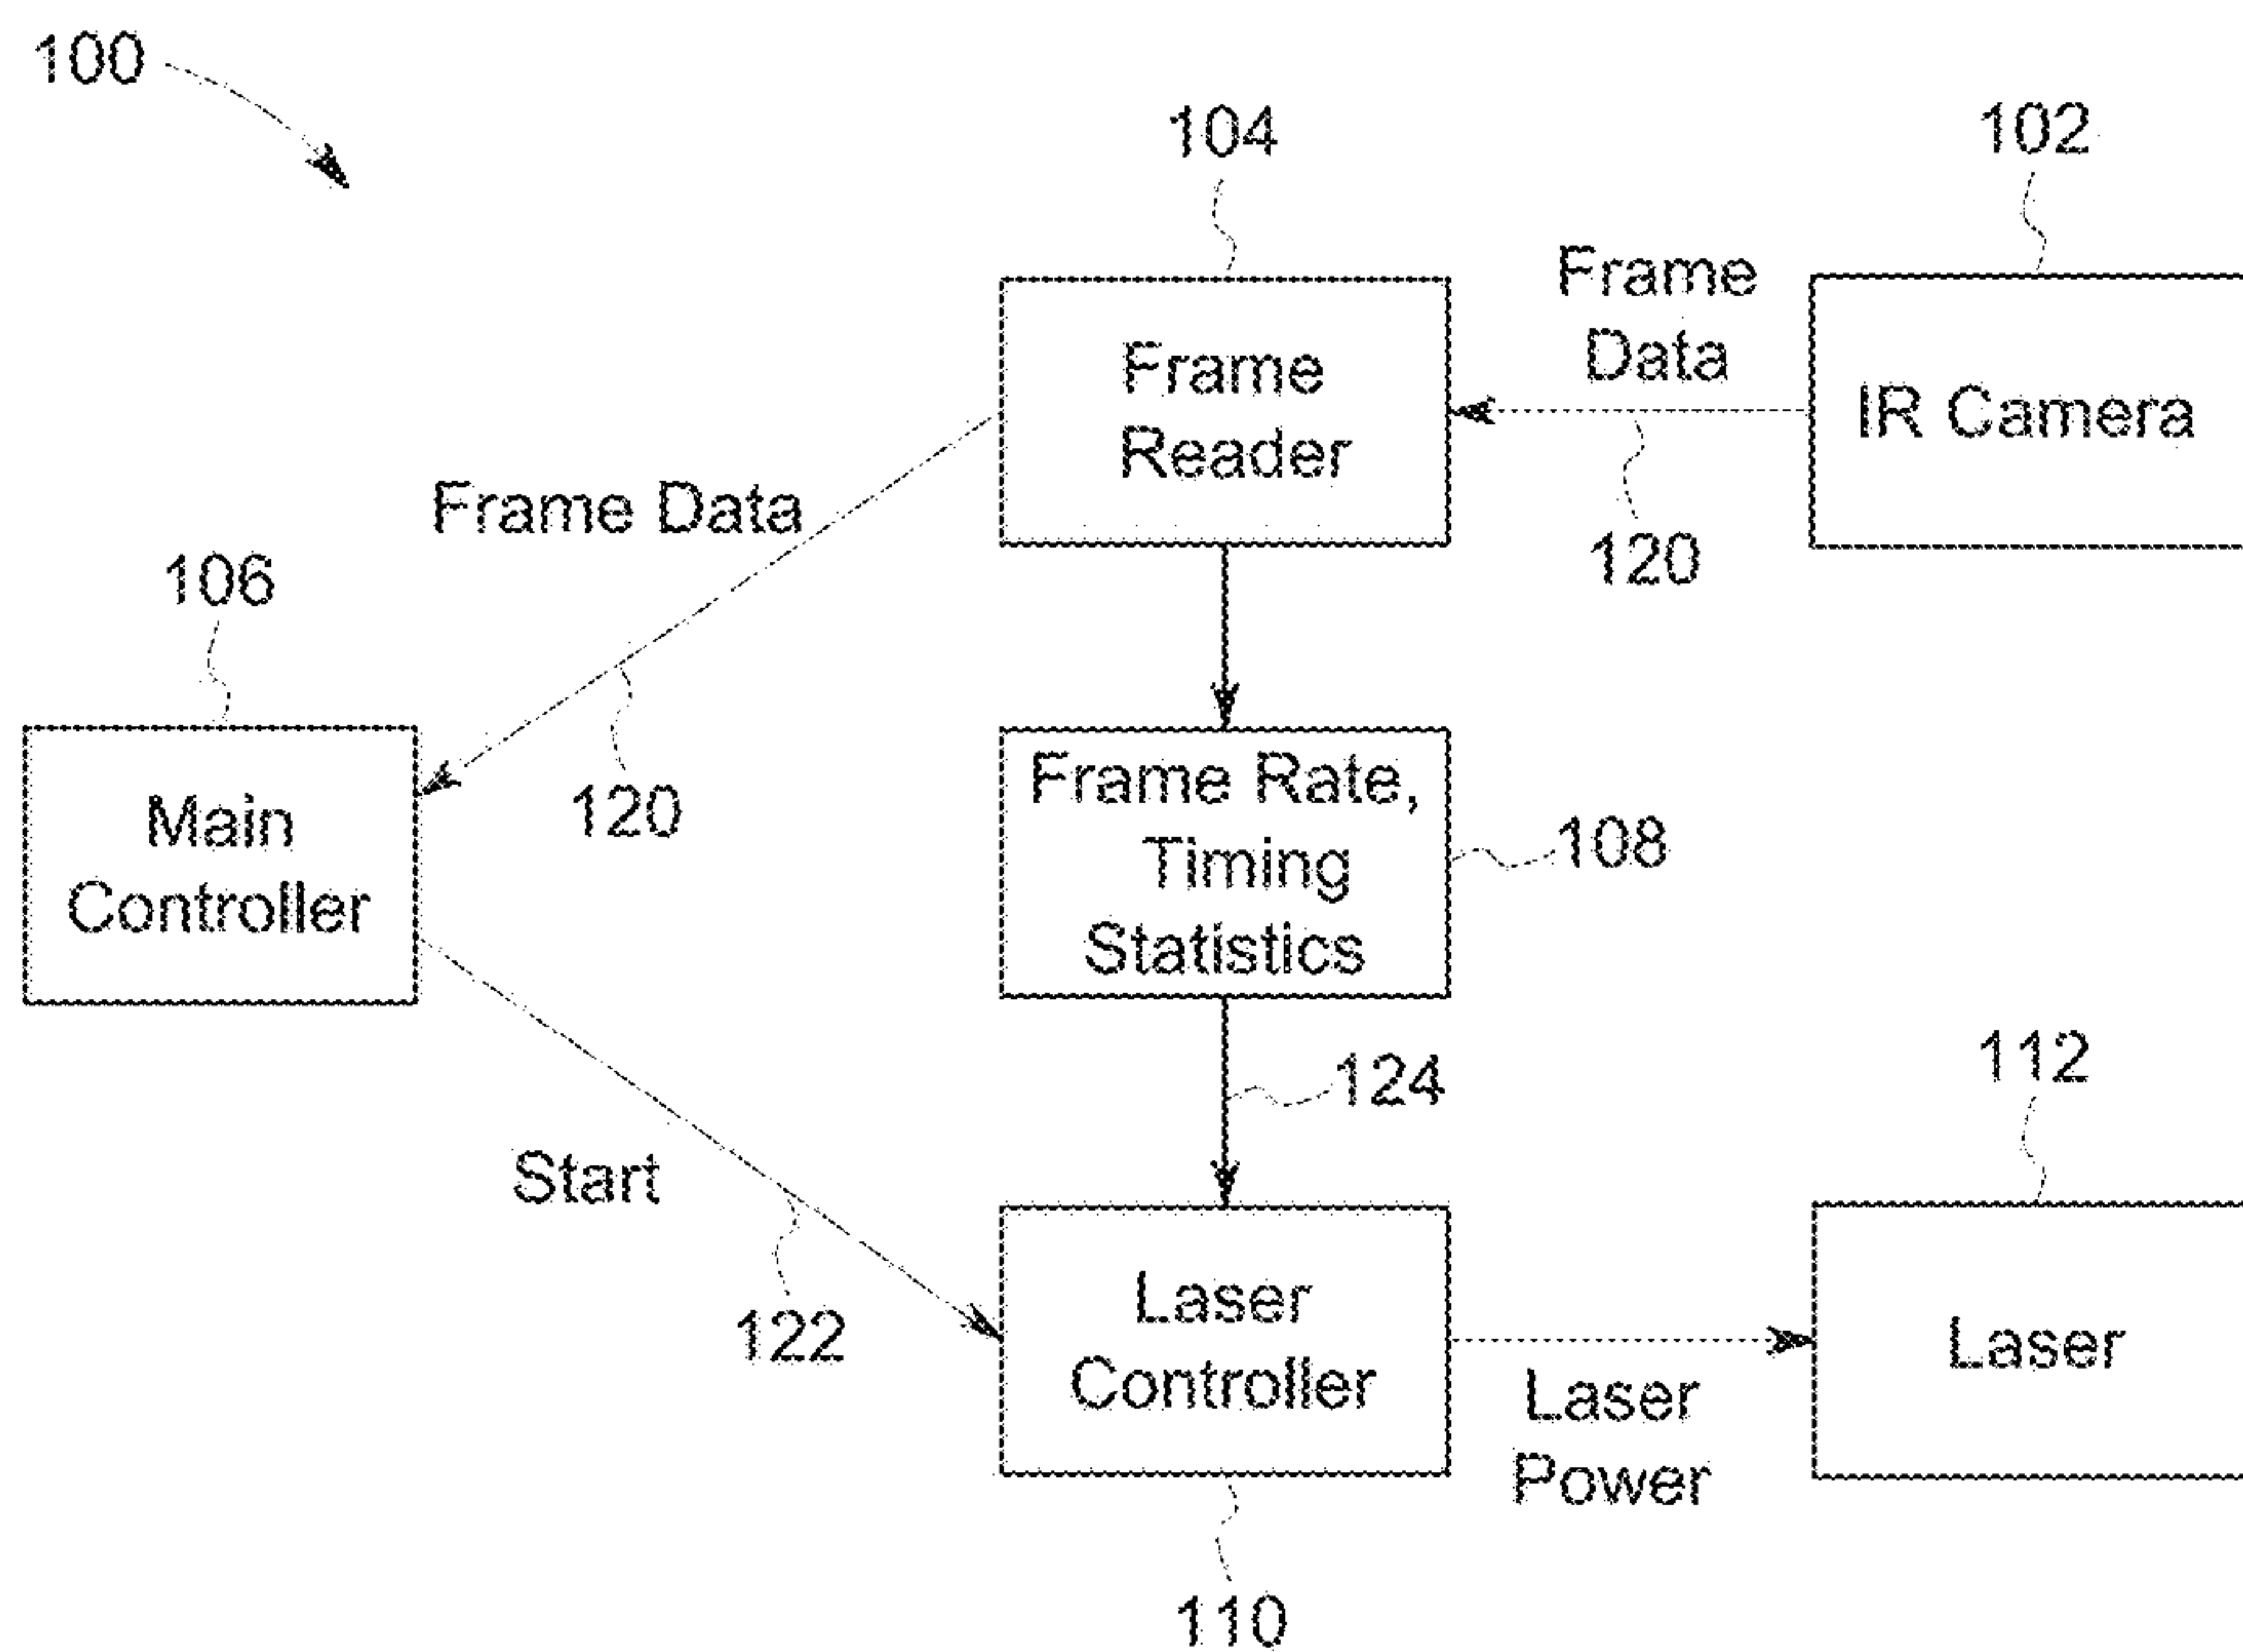 100
104
102
Frame
Data
Frame
Reader
IR Camera
120
Frame Data
106
120
Main
Controller
Frame Rate,
Timing
Statistics
108
124
112
Start
122
Laser
Controller
Laser
Power
Laser
110